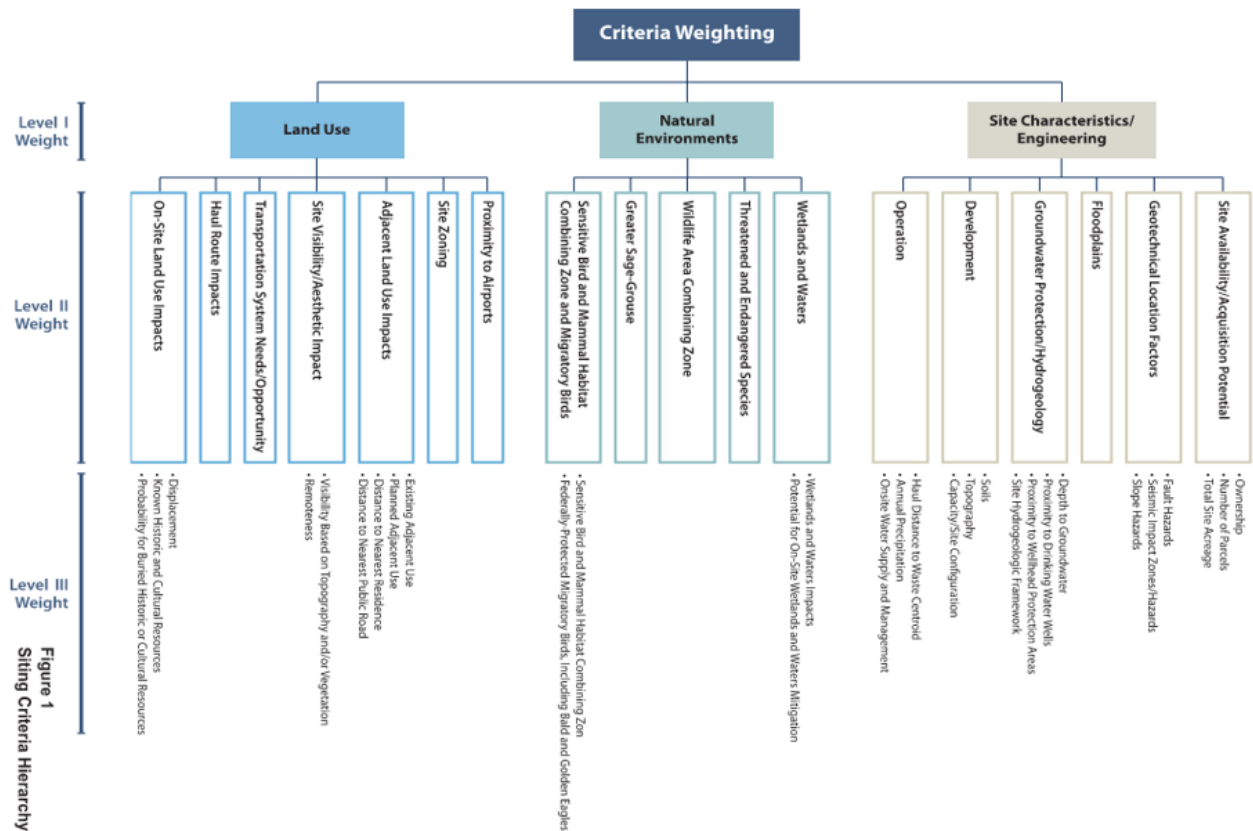 Criteria Weighting
Level I
Weight
Land Use
Natural
Environments
Site Characteristics/
Engineering
Level II
Weight
On-Site Land Use Impacts
Haul Route Impacts
Transportation System Needs/Opportunity
Site Visibility/Aesthetic Impact
Adjacent Land Use Impacts
Site Zoning
Proximity to Airports
Sensitive Bird and Mammal Habitat
Combining Zone and Migratory Birds
Greater Sage-Grouse
Wildlife Area Combining Zone
Threatened and Endangered Species
Wetlands and Waters
Operation
Development
Groundwater Protection/Hydrogeology
Floodplains
Geotechnical Location Factors
Site Availability/Acquisition Potential
Level III
Weight
• Displacement
• Known Historic and Cultural Resources
• Probability for Buried Historic or Cultural Resources
• Visibility Based on Topography and/or Vegetation
• Remoteness
• Existing Adjacent Use
• Planned Adjacent Use
• Distance to Nearest Residence
• Distance to Nearest Public Road
• Sensitive Bird and Mammal Habitat Combining Zon
• Federally-Protected Migratory Birds, Including Bald and Golden Eagles
• Wetlands and Waters Impacts
• Potential for On-Site Wetlands and Waters Mitigation
• Haul Distance to Waste Centroid
• Annual Precipitation
• Onsite Water Supply and Management
• Soils
• Topography
• Capacity/Site Configuration
• Depth to Groundwater
• Proximity to Drinking Water Wells
• Proximity to Wellhead Protection Areas
• Site Hydrogeologic Framework
• Fault Hazards
• Seismic Impact Zones/Hazards
• Slope Hazards
• Ownership
• Number of Parcels
• Total Site Acreage
Figure 1
Siting Criteria Hierarchy